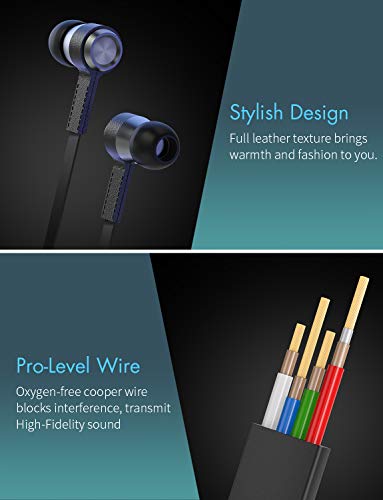 Stylish Design
Full leather texture brings
warmth and fashion to you.
Pro-Level Wire
Oxygen-free cooper wire
blocks interference, transmit
High-Fidelity sound